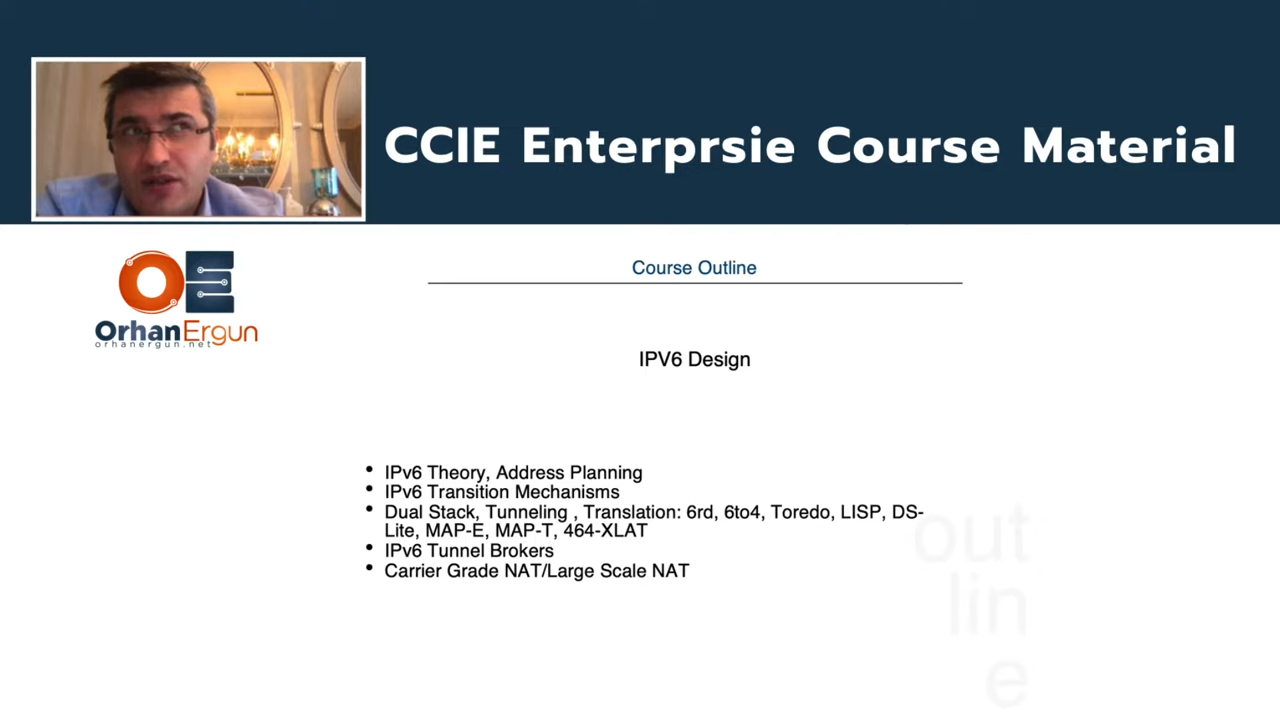 CCIE Enterprsie Course Material
OE
OrhanErgun
orhanergun.net
Course Outline
IPV6 Design
• IPv6 Theory, Address Planning
• IPv6 Transition Mechanisms
• Dual Stack, Tunneling , Translation: 6rd, 6to4, Toredo, LISP, DS-
Lite, MAP-E, MAP-T, 464-XLAT
• IPv6 Tunnel Brokers
• Carrier Grade NAT/Large Scale NAT
out
lin
e